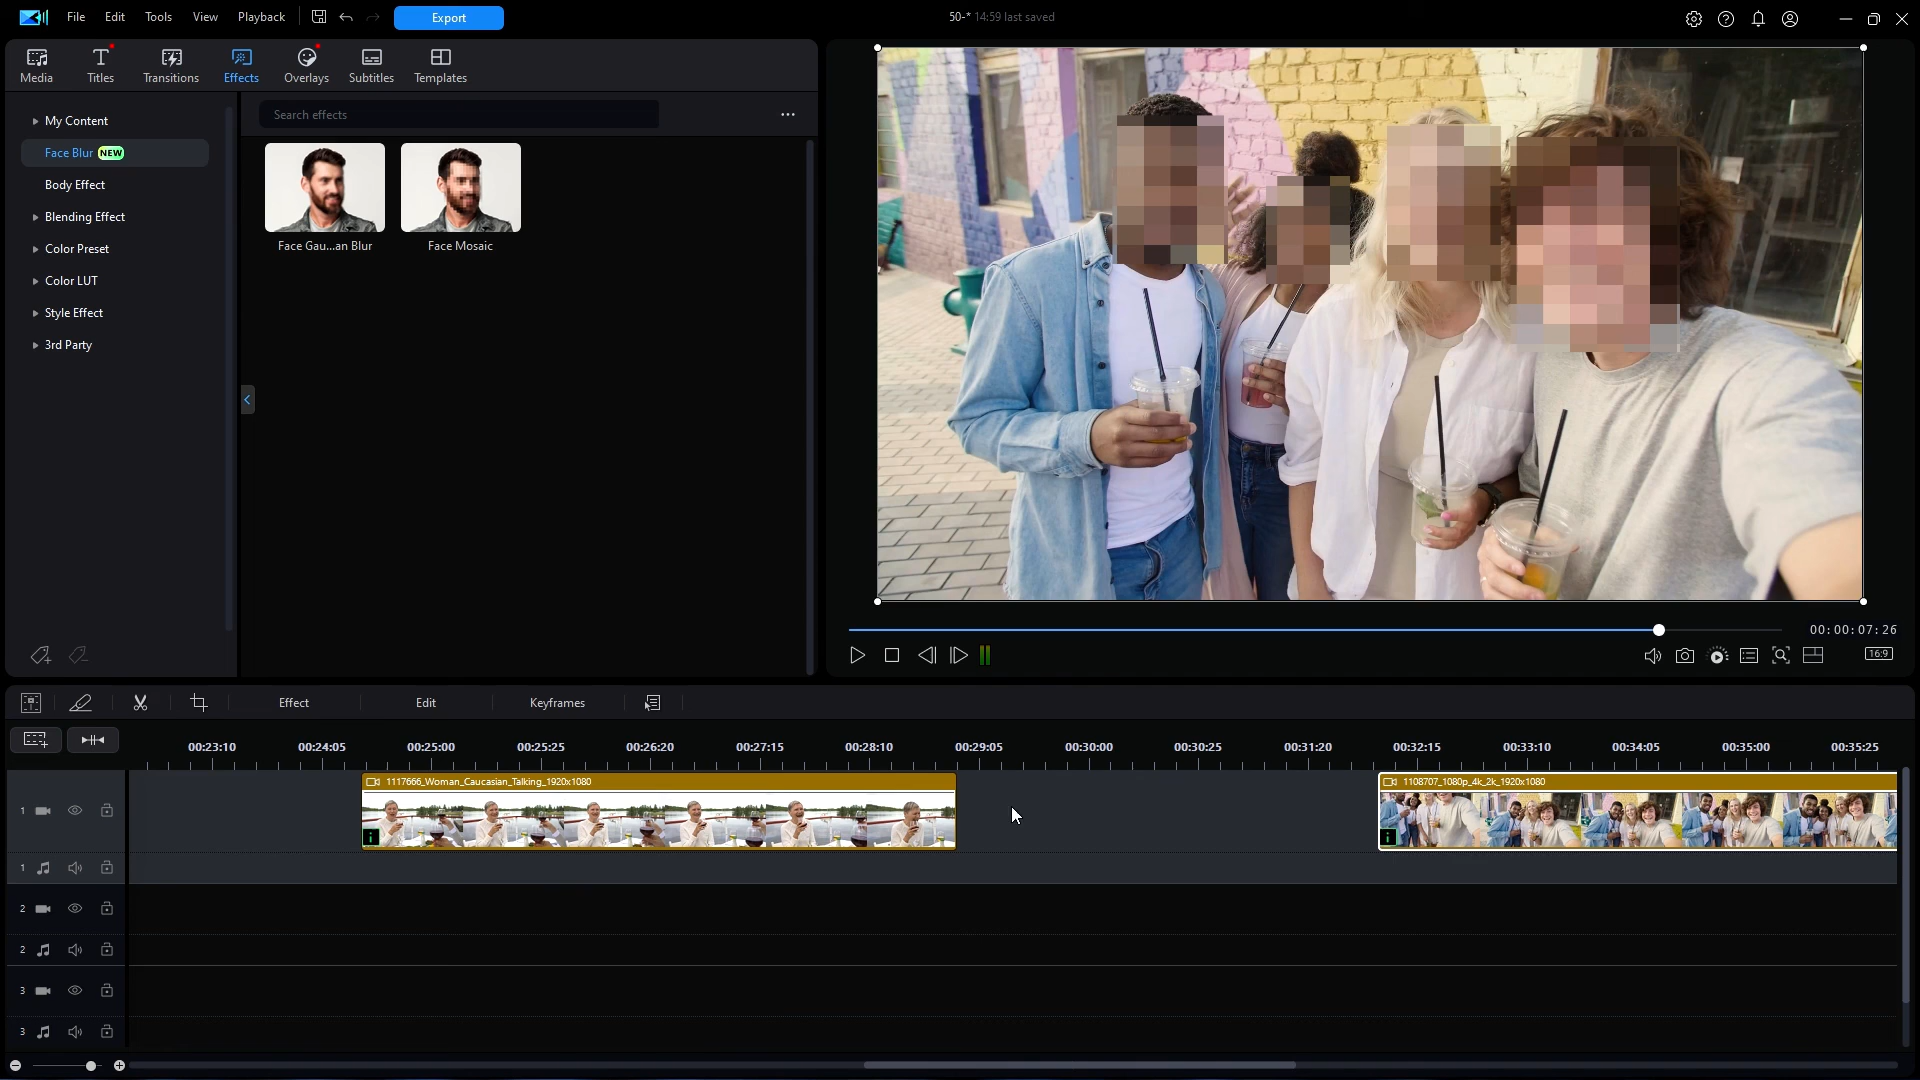 File Edit Tools View Playback Export 50-* 14:59 last saved
Media Titles Transitions Effects Overlays Subtitles Templates
Search effects
My Content
Face Blur NEW
Body Effect
Blending Effect
Color Preset
Color LUT
Style Effect
3rd Party
Face Gau...an Blur Face Mosaic
00:00:07:26
16:9
Effect Edit Keyframes
00:23:10 00:24:05 00:25:00 00:25:25 00:26:20 00:27:15 00:28:10 00:29:05 00:30:00 00:30:25 00:31:20 00:32:15 00:33:10 00:34:05 00:35:00 00:35:25
1117666_Woman_Caucasian_Talking_1920x1080 1108707_1080p_4k_2k_1920x1080
1
i i
1
2
2
3
3